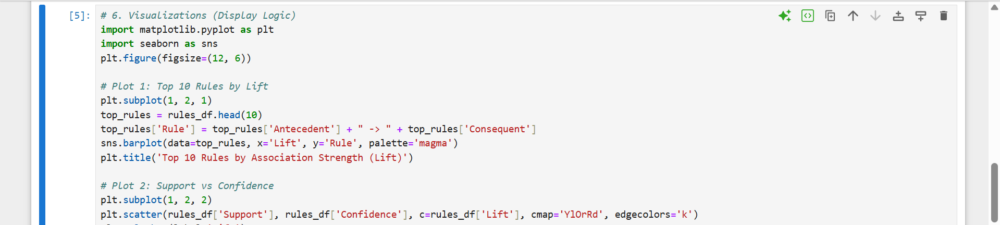 [5]:
# 6. Visualizations (Display Logic)
import matplotlib.pyplot as plt
import seaborn as sns
plt.figure(figsize=(12, 6))
# Plot 1: Top 10 Rules by Lift
plt.subplot(1, 2, 1)
top_rules = rules_df.head(10)
top_rules['Rule'] = top_rules['Antecedent'] + " -> " + top_rules['Consequent']
sns.barplot(data=top_rules, x='Lift', y='Rule', palette='magma')
plt.title('Top 10 Rules by Association Strength (Lift)')
# Plot 2: Support vs Confidence
plt.subplot(1, 2, 2)
plt.scatter(rules_df['Support'], rules_df['Confidence'], c=rules_df['Lift'], cmap='YlOrRd', edgecolors='k')